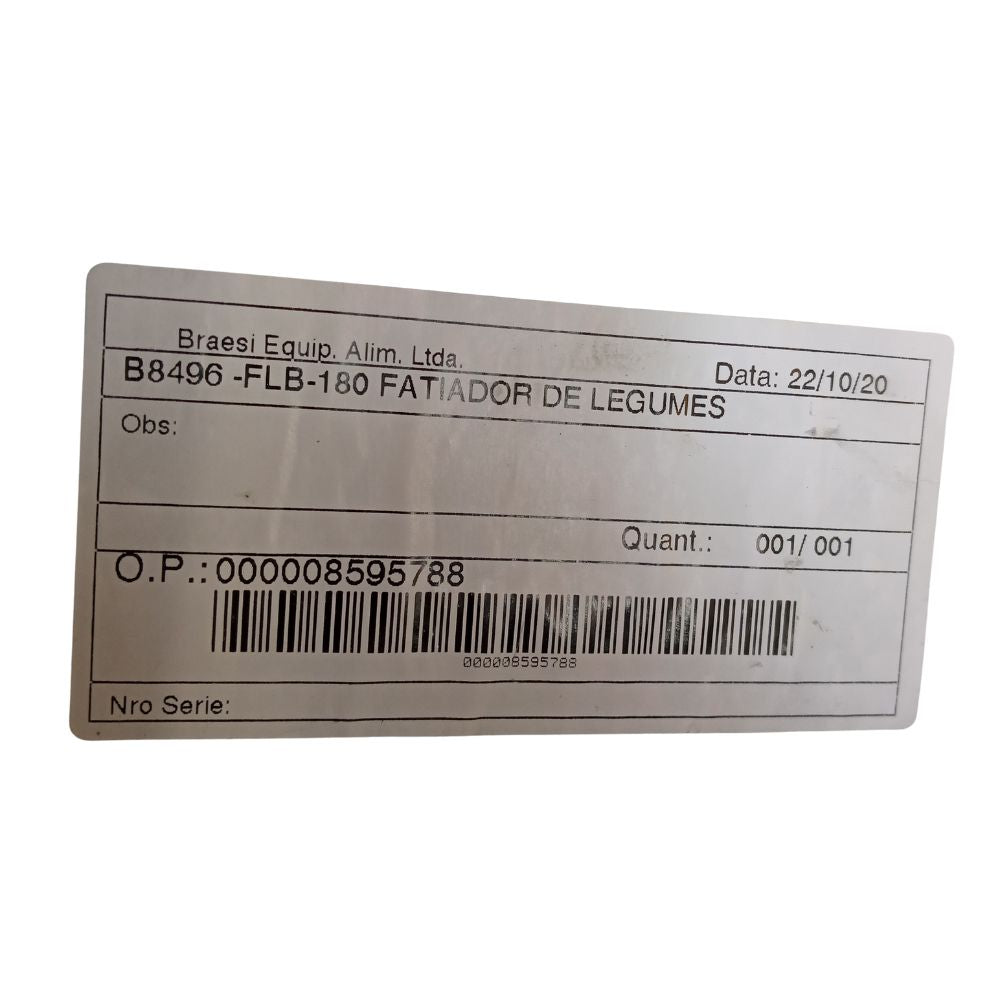 Braesi Equip. Alim. Ltda.
Data: 22/10/20
B8496 -FLB-180 FATIADOR DE LEGUMES
Obs:
Quant.: 001/ 001
O.P.:000008595788
000008595788
Nro Serie: